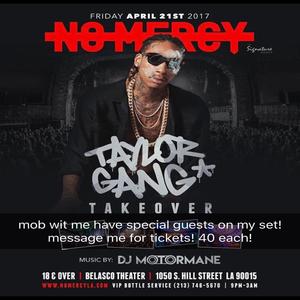 FRIDAY APRIL 21ST 2017
NO MERCY
Signature
TAYLOR
GANG
TAKEOVER
mob wit me have special guests on my set!
message me for tickets! 40 each!
MUSIC BY: DJ MOTORMANE
18 & OVER | BELASCO THEATER | 1050 S. HILL STREET LA 90015
WWW.NOMERCYLA.COM VIP BOTTLE SERVICE (213) 746-5670 | 9PM-3AM